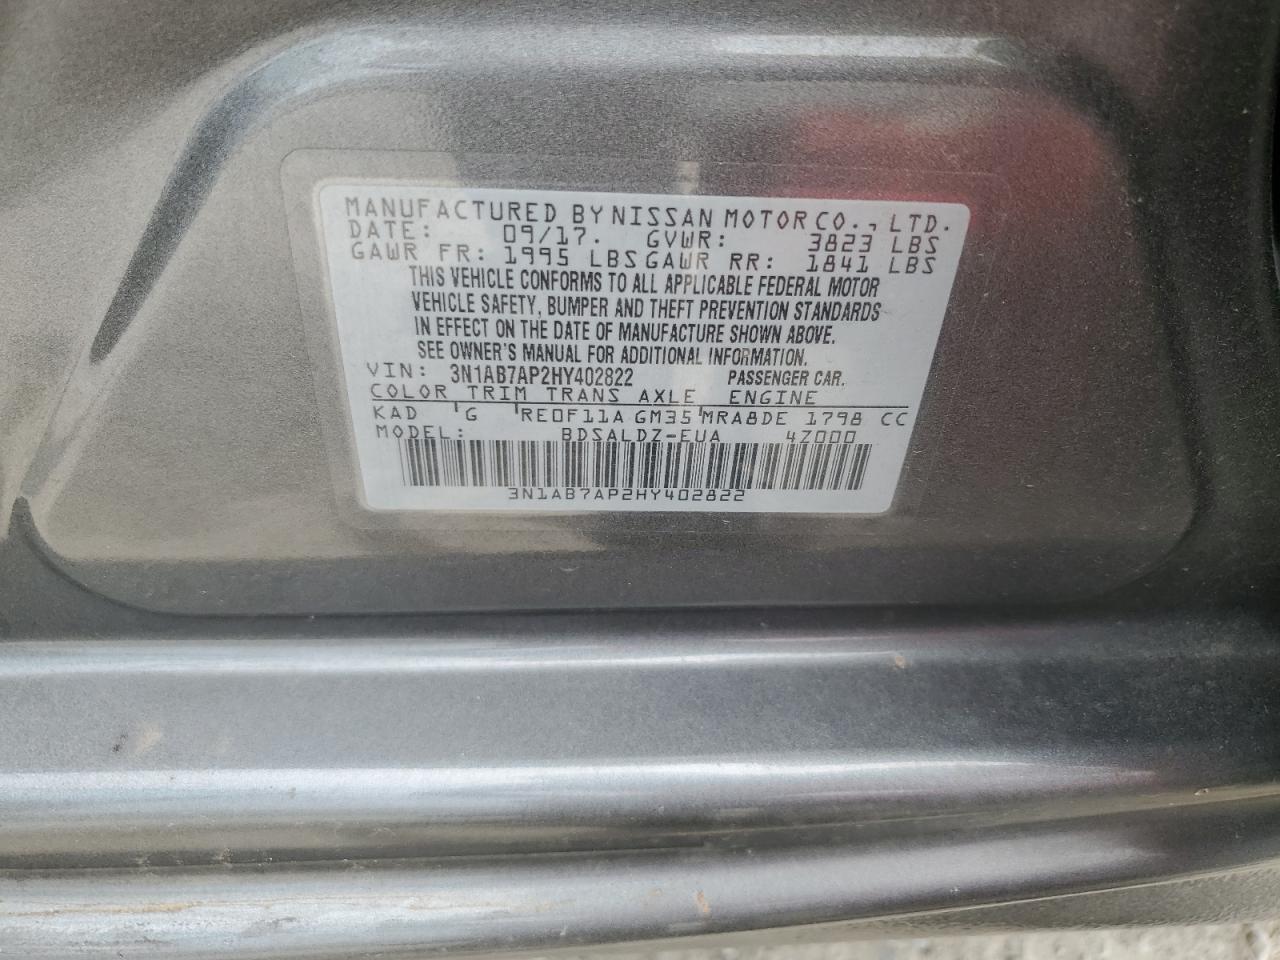 MANUFACTURED BY NISSAN MOTOR CO., LTD.
DATE: 09/17. GVWR: 3823 LBS
GAWR FR: 1995 LBS GAWR RR: 1841 LBS
THIS VEHICLE CONFORMS TO ALL APPLICABLE FEDERAL MOTOR
VEHICLE SAFETY, BUMPER AND THEFT PREVENTION STANDARDS
IN EFFECT ON THE DATE OF MANUFACTURE SHOWN ABOVE.
SEE OWNER'S MANUAL FOR ADDITIONAL INFORMATION.
VIN: 3N1AB7AP2HY402822 PASSENGER CAR.
COLOR TRIM TRANS AXLE ENGINE
KAD G RE0F11A GM35 MRA8DE 1798 CC
MODEL: BDSALDZ-EUA 4Z000
3N1AB7AP2HY402822